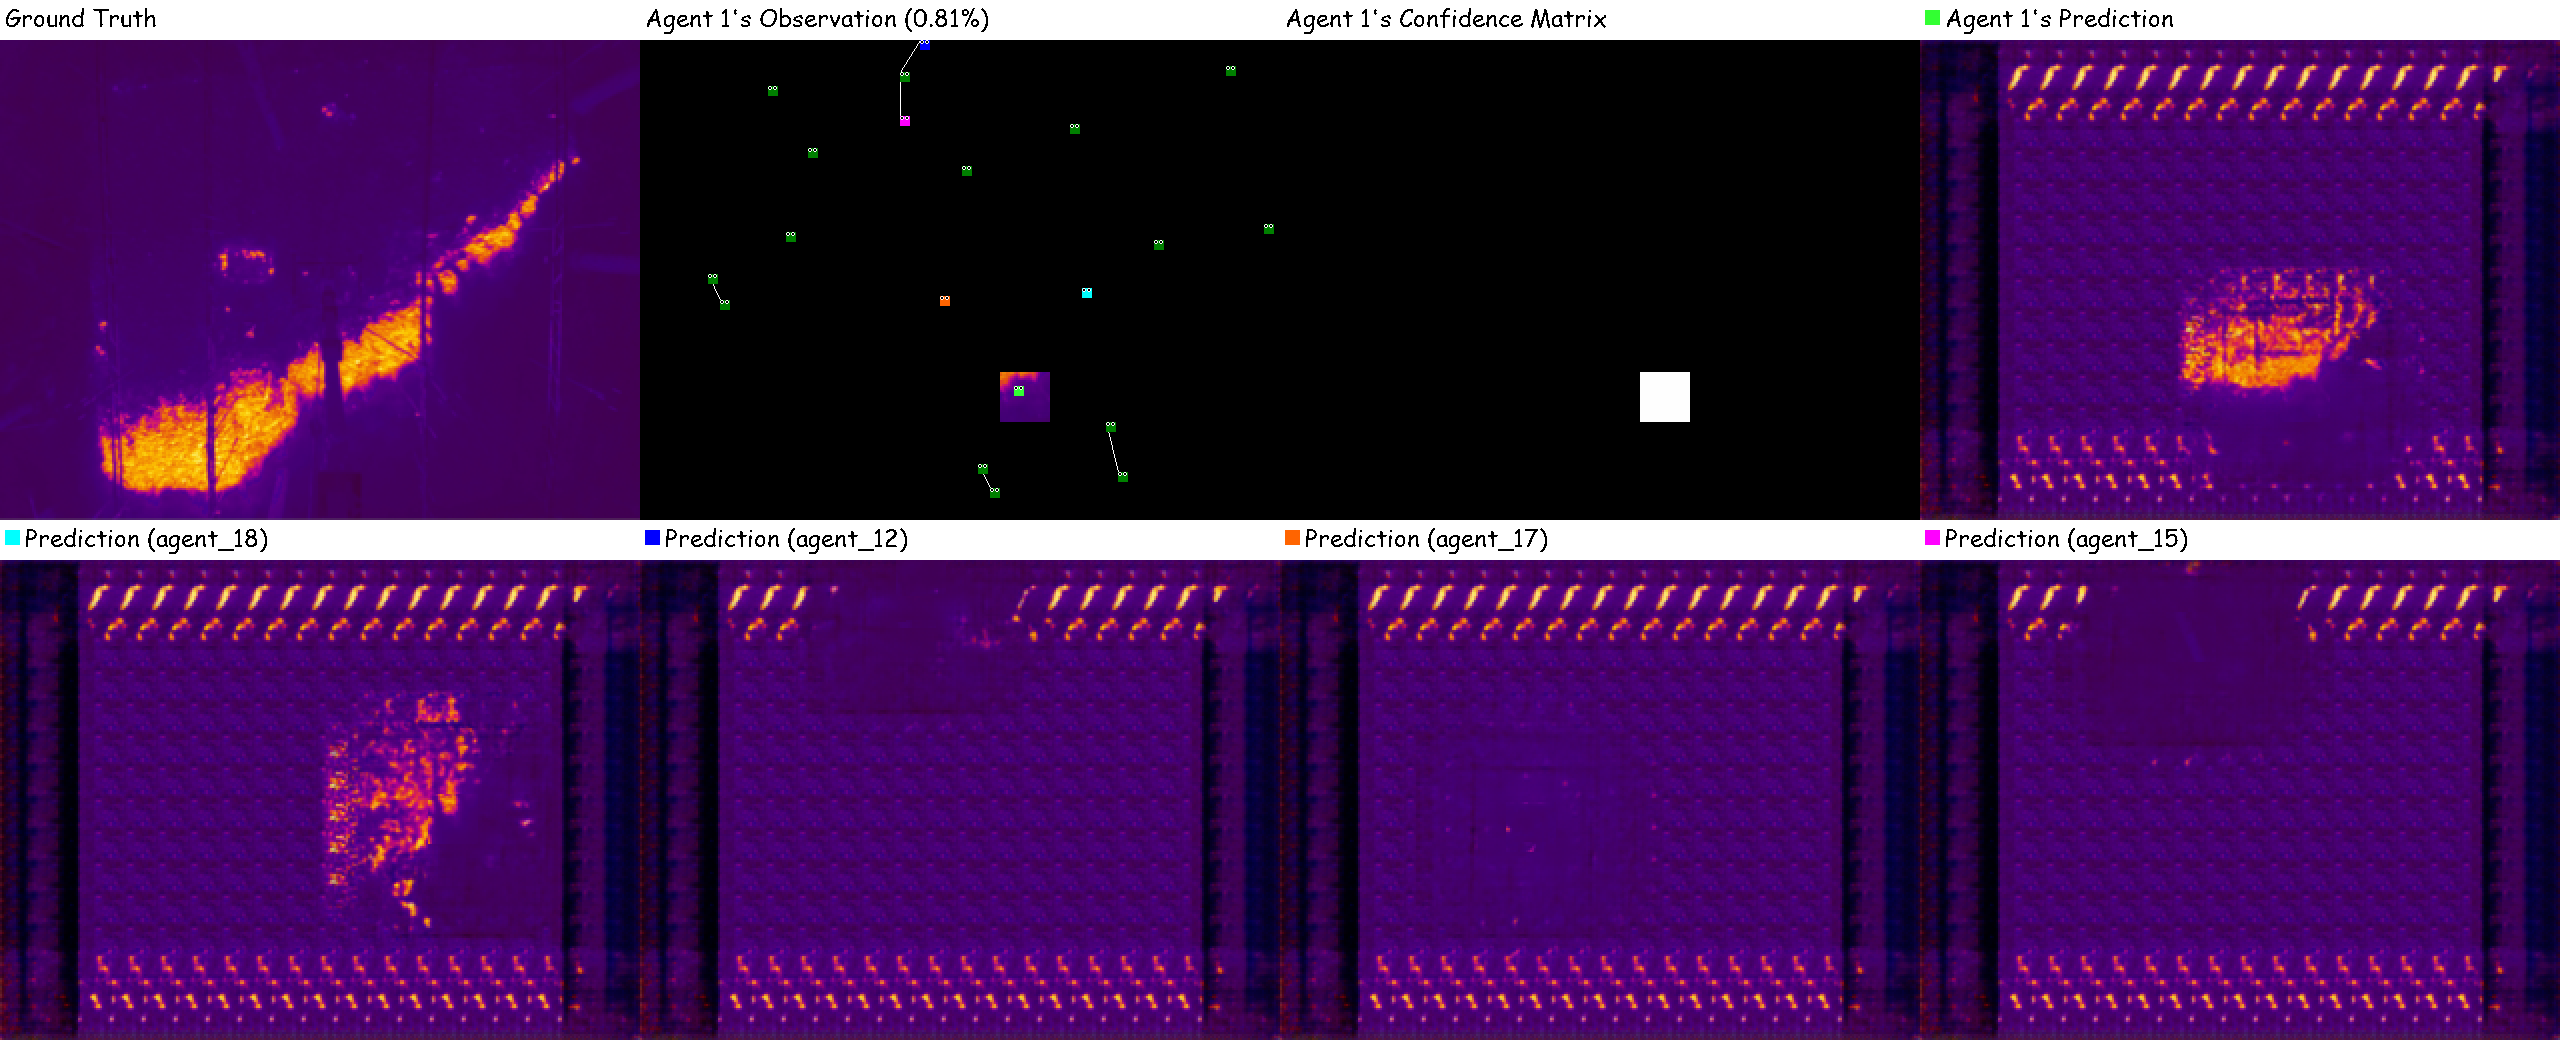 Ground Truth
Agent 1's Observation (0.81%)
Agent 1's Confidence Matrix
Agent 1's Prediction
Prediction (agent_18)
Prediction (agent_12)
Prediction (agent_17)
Prediction (agent_15)